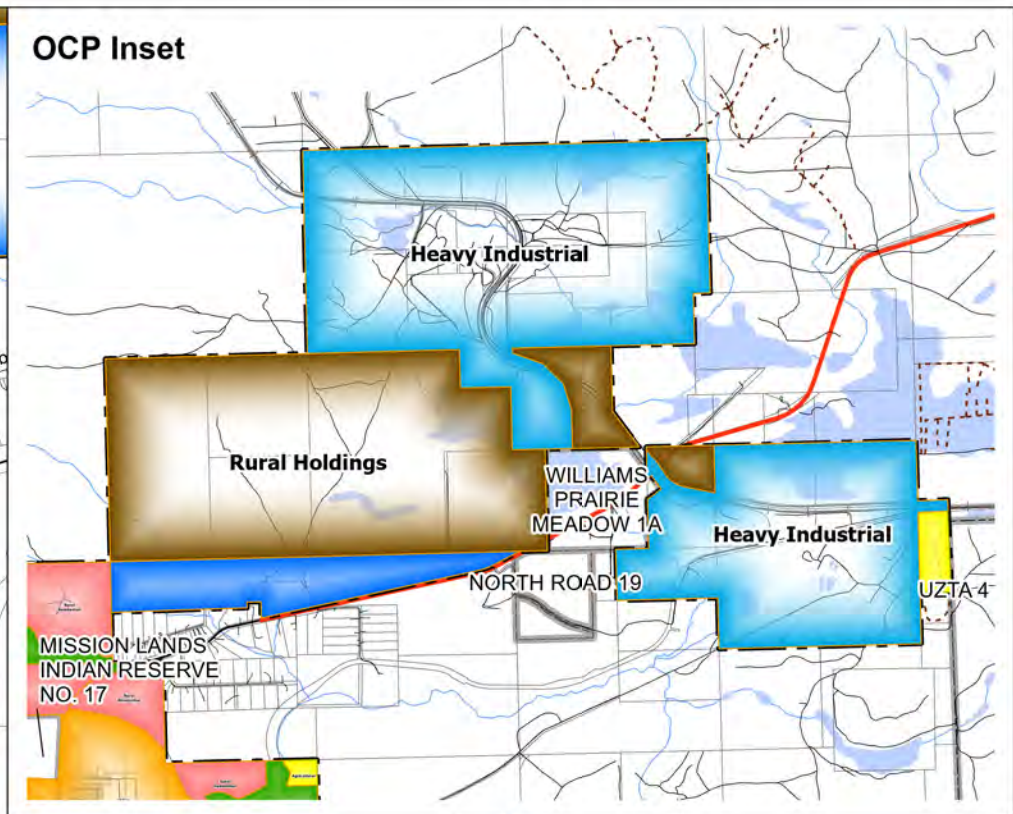 OCP Inset
Heavy Industrial
Rural Holdings
WILLIAMS
PRAIRIE
MEADOW 1A
Heavy Industrial
NORTH ROAD 19
UZTA 4
MISSION LANDS
INDIAN RESERVE
NO. 17
Agricultural